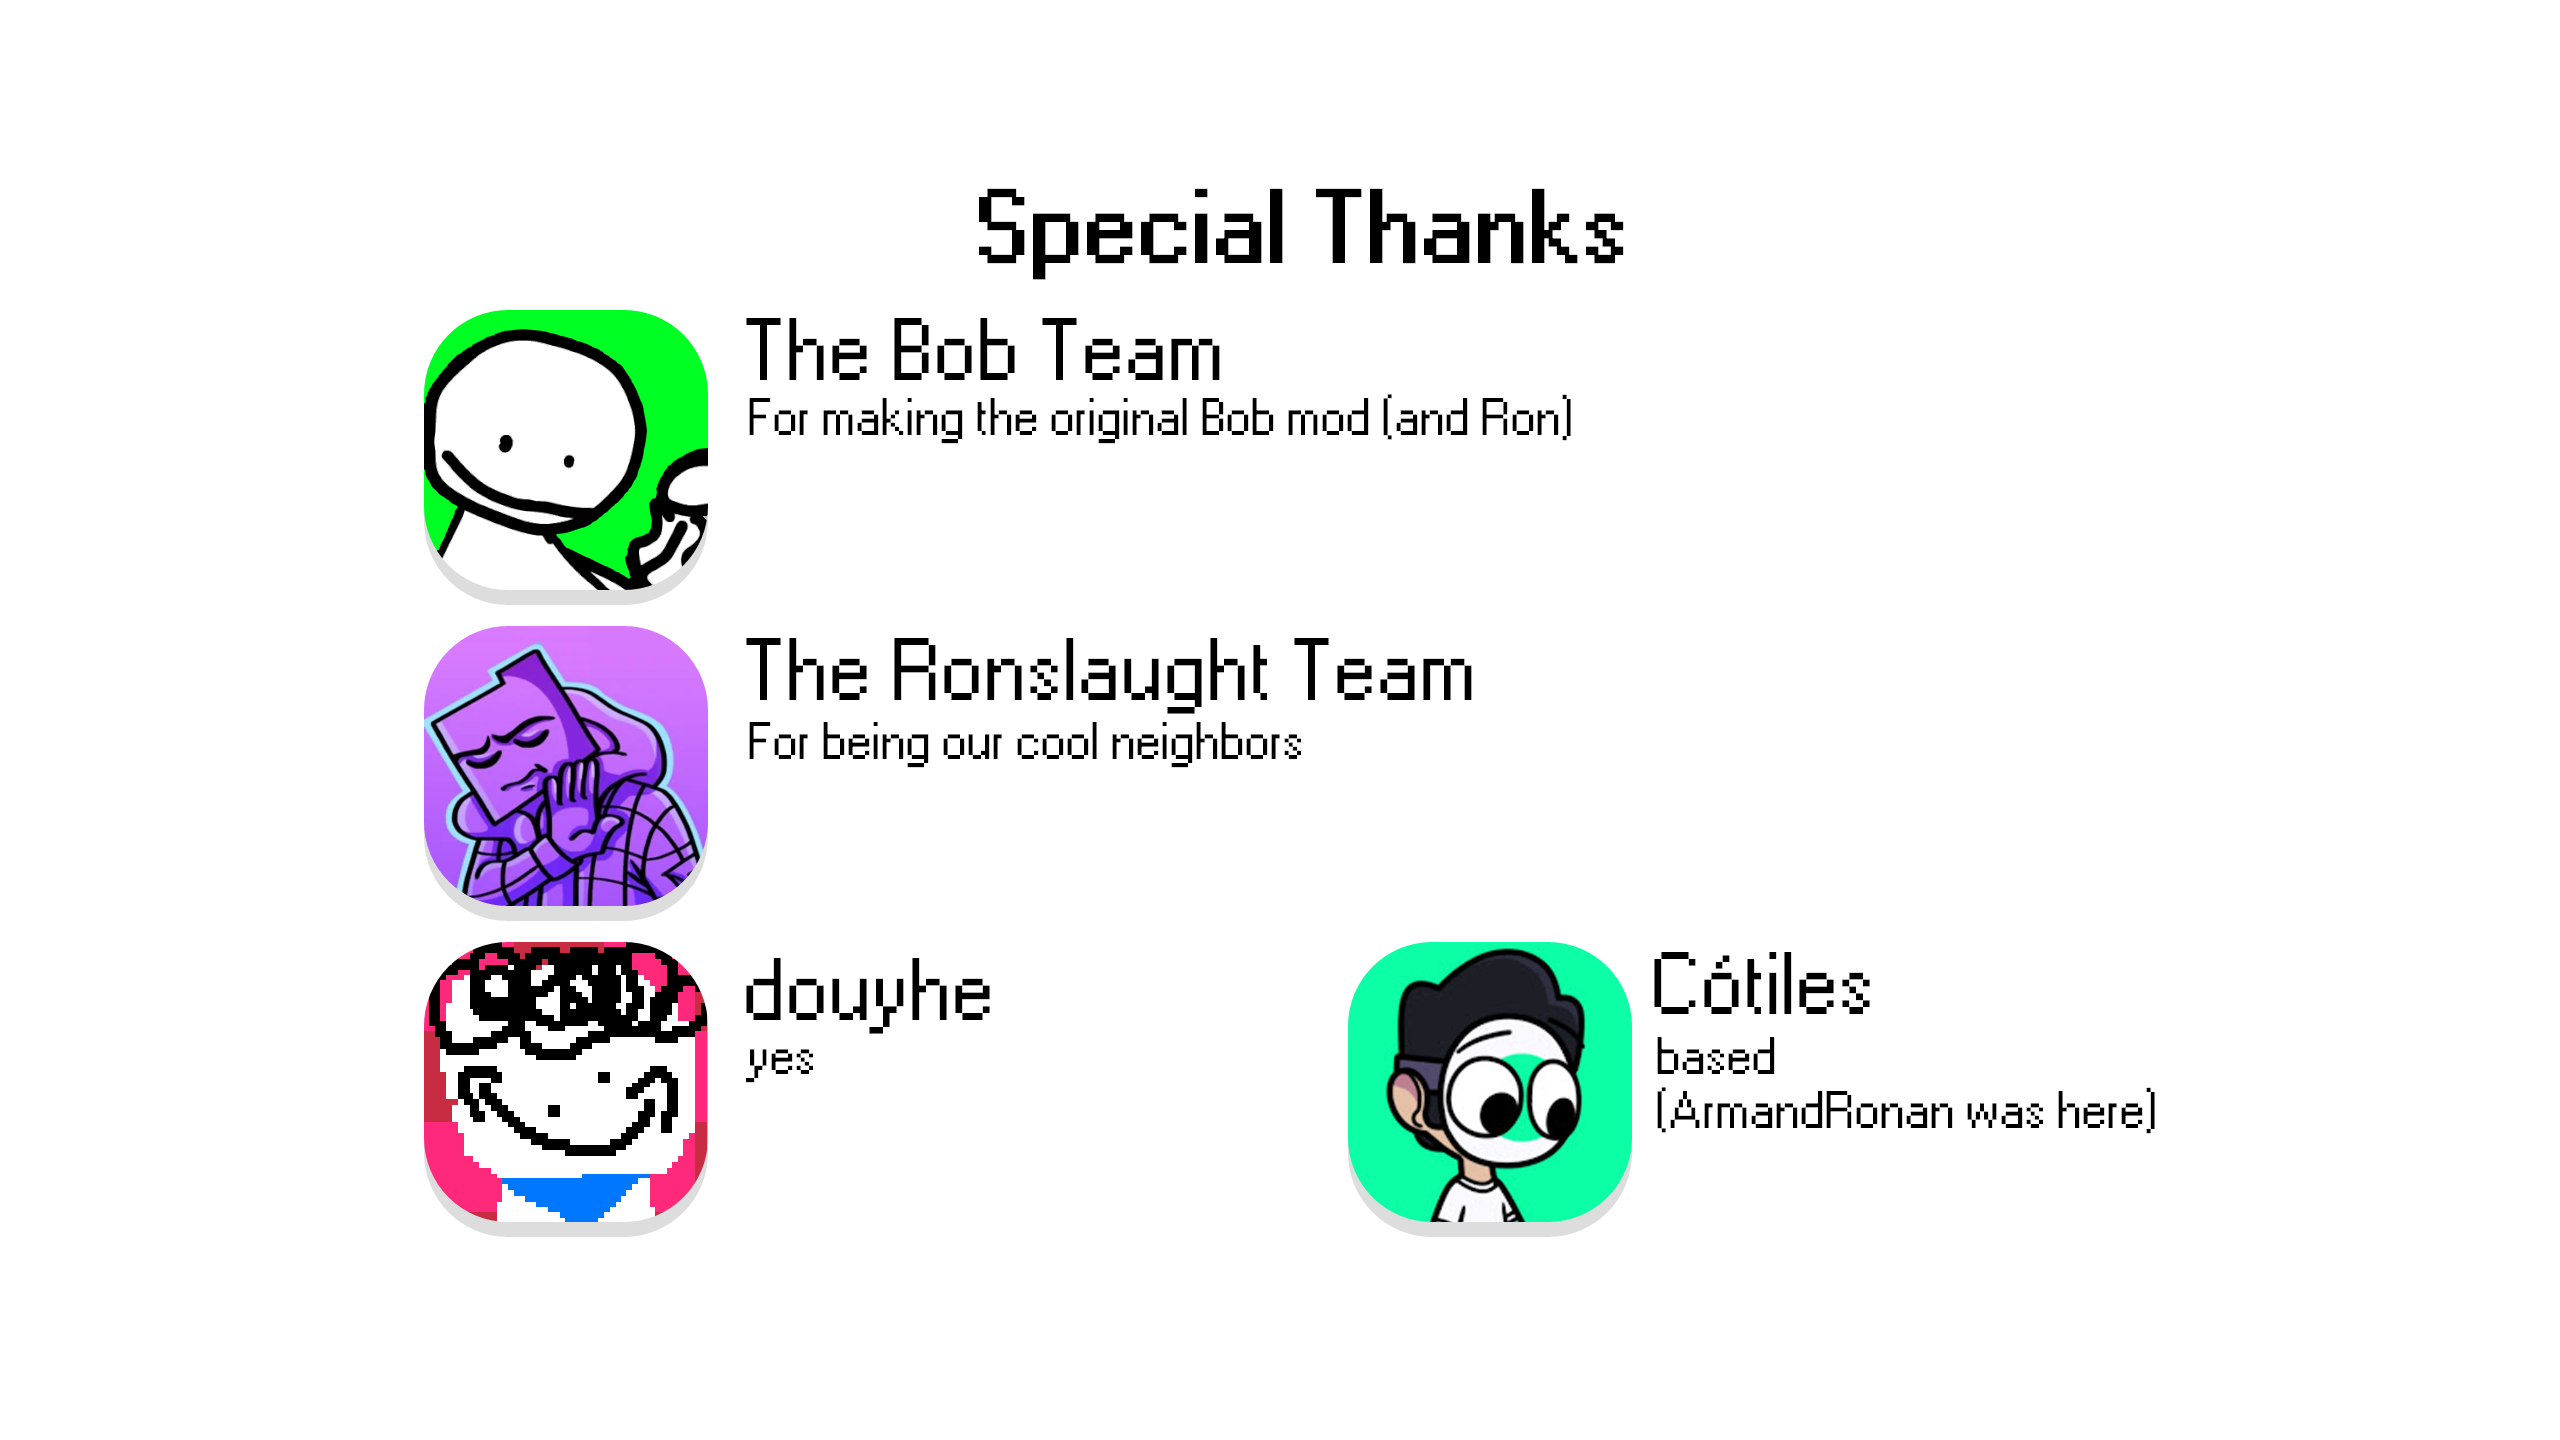 Special Thanks
The Bob Team
For making the original Bob mod (and Ron)
The Ronslaught Team
For being our cool neighbors
douyhe
yes
Cótiles
based
(ArmandRonan was here)